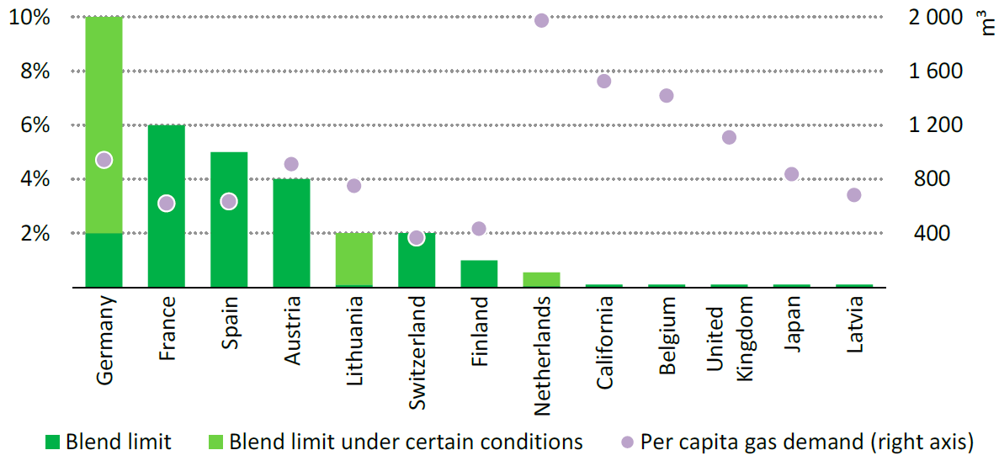 10%
8%
6%
4%
2%
2 000
1 600
1 200
800
400
m³
Germany
France
Spain
Austria
Lithuania
Switzerland
Finland
Netherlands
California
Belgium
United
Kingdom
Japan
Latvia
Blend limit
Blend limit under certain conditions
Per capita gas demand (right axis)